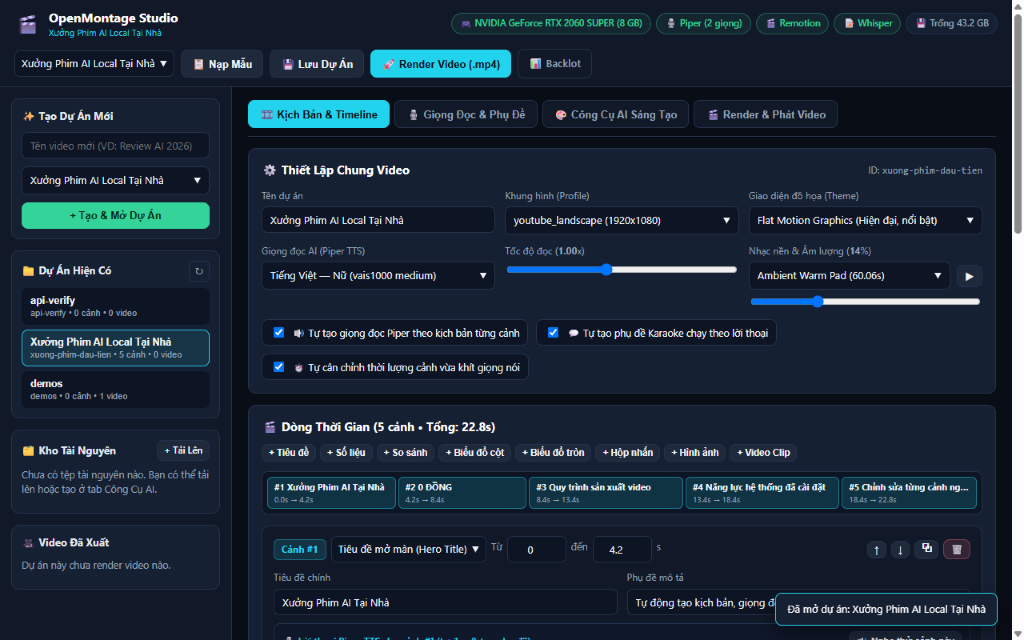 OpenMontage Studio
Xưởng Phim AI Local Tại Nhà
NVIDIA GeForce RTX 2060 SUPER (8 GB)
Piper (2 giọng)
Remotion
Whisper
Trống 43.2 GB
Xưởng Phim AI Local Tại Nhà
Nạp Mẫu
Lưu Dự Án
Render Video (.mp4)
Backlot
Tạo Dự Án Mới
Tên video mới (VD: Review AI 2026)
Xưởng Phim AI Local Tại Nhà
+ Tạo & Mở Dự Án
Dự Án Hiện Có
api-verify
api-verify • 0 cảnh • 0 video
Xưởng Phim AI Local Tại Nhà
xuong-phim-dau-tien • 5 cảnh • 0 video
demos
demos • 0 cảnh • 1 video
Kho Tài Nguyên
+ Tải Lên
Chưa có tệp tài nguyên nào. Bạn có thể tải
lên hoặc tạo ở tab Công Cụ AI.
Video Đã Xuất
Dự án này chưa render video nào.
Kịch Bản & Timeline
Giọng Đọc & Phụ Đề
Công Cụ AI Sáng Tạo
Render & Phát Video
Thiết Lập Chung Video
ID: xuong-phim-dau-tien
Tên dự án
Khung hình (Profile)
Giao diện đồ họa (Theme)
Xưởng Phim AI Local Tại Nhà
youtube_landscape (1920x1080)
Flat Motion Graphics (Hiện đại, nổi bật)
Giọng đọc AI (Piper TTS)
Tốc độ đọc (1.00x)
Nhạc nền & Âm lượng (14%)
Tiếng Việt — Nữ (vais1000 medium)
Ambient Warm Pad (60.06s)
Tự tạo giọng đọc Piper theo kịch bản từng cảnh
Tự tạo phụ đề Karaoke chạy theo lời thoại
Tự cân chỉnh thời lượng cảnh vừa khít giọng nói
Dòng Thời Gian (5 cảnh • Tổng: 22.8s)
+ Tiêu đề
+ Số liệu
+ So sánh
+ Biểu đồ cột
+ Biểu đồ tròn
+ Hộp nhấn
+ Hình ảnh
+ Video Clip
#1 Xưởng Phim AI Tại Nhà
0.0s → 4.2s
#2 0 ĐỒNG
4.2s → 8.4s
#3 Quy trình sản xuất video
8.4s → 13.4s
#4 Năng lực hệ thống đã cài đặt
13.4s → 18.4s
#5 Chỉnh sửa từng cảnh ng...
18.4s → 22.8s
Cảnh #1
Tiêu đề mở màn (Hero Title)
Từ
0
đến
4.2
s
Tiêu đề chính
Phụ đề mô tả
Xưởng Phim AI Tại Nhà
Tự động tạo kịch bản, giọng
Đã mở dự án: Xưởng Phim AI Local Tại Nhà